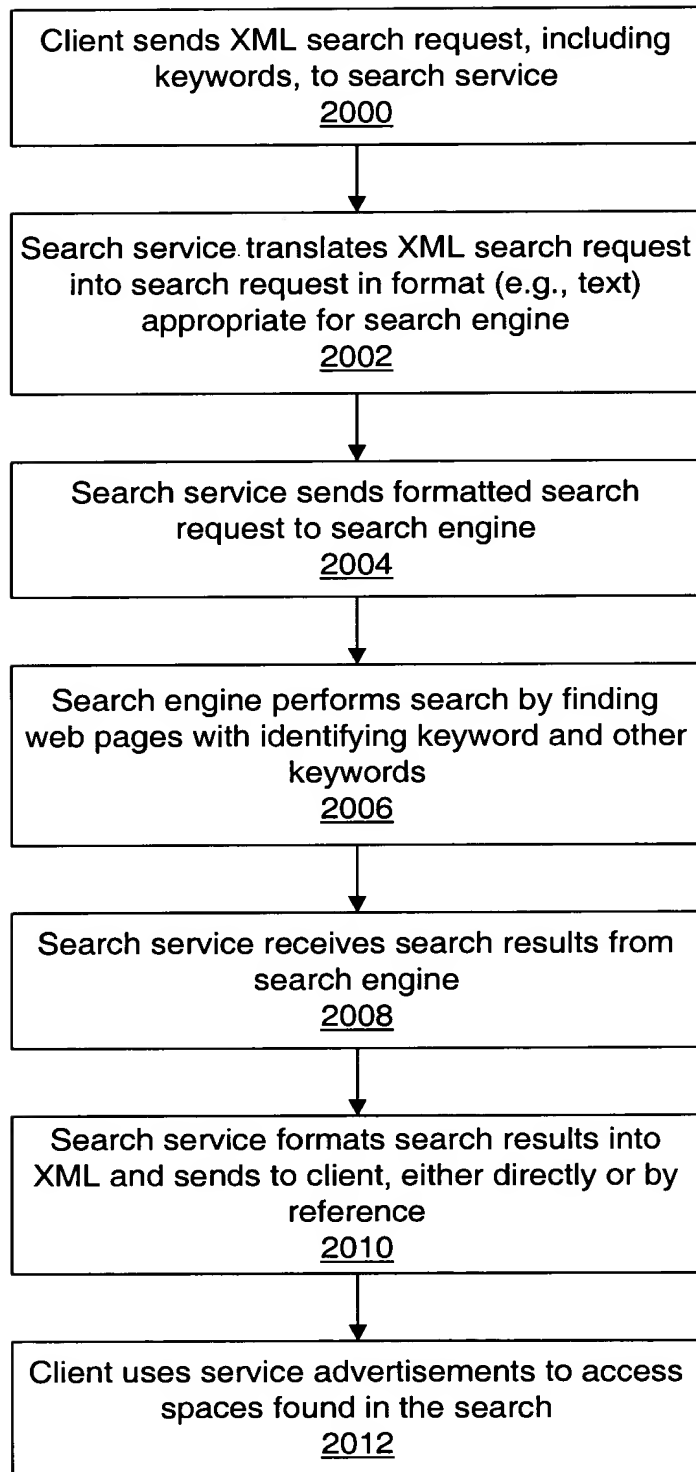 Client sends XML search request, including
keywords, to search service
2000
Search service translates XML search request
into search request in format (e.g., text)
appropriate for search engine
2002
Search service sends formatted search
request to search engine
2004
Search engine performs search by finding
web pages with identifying keyword and other
keywords
2006
Search service receives search results from
search engine
2008
Search service formats search results into
XML and sends to client, either directly or by
reference
2010
Client uses service advertisements to access
spaces found in the search
2012